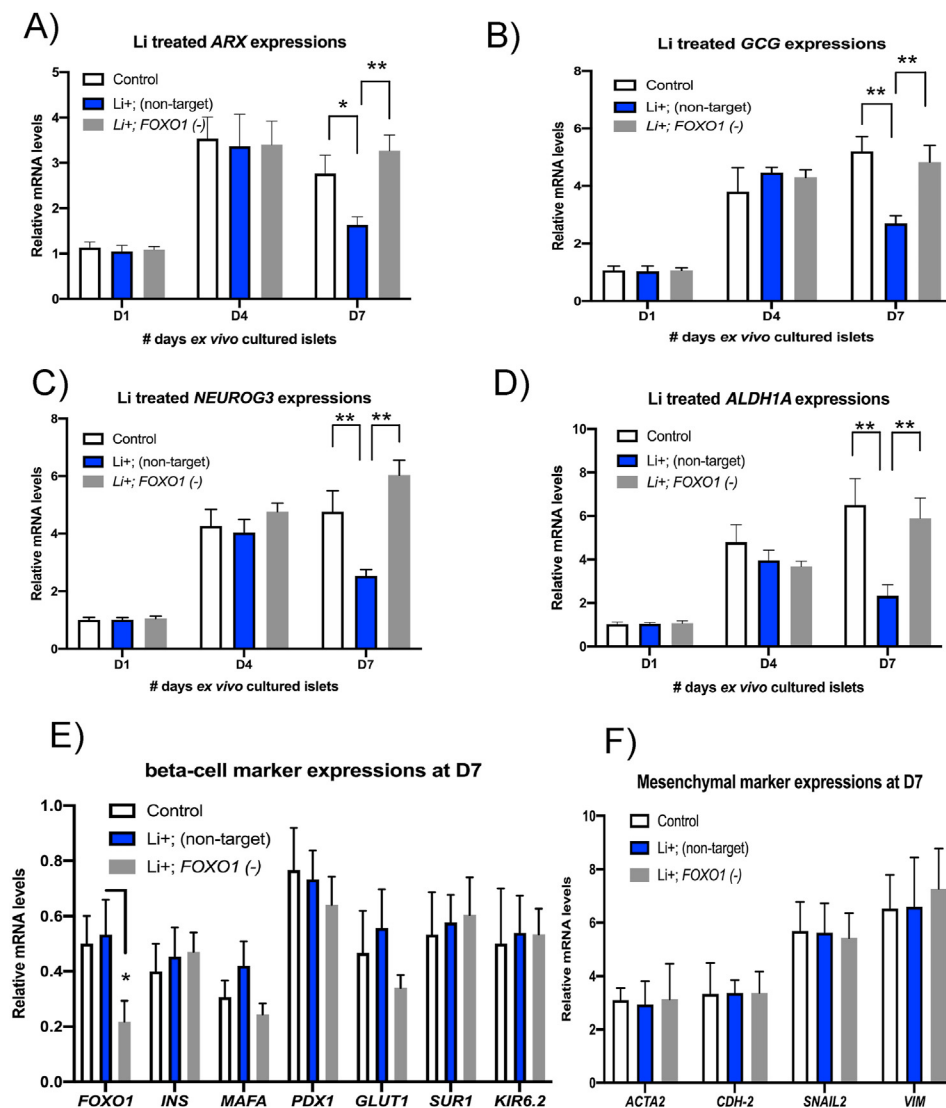 A)
Li treated ARX expressions
Control
Li+; (non-target)
Li+; FOXO1 (-)
*
**
Relative mRNA levels
5
4
3
2
1
0
D1
D4
D7
# days ex vivo cultured islets
B)
Li treated GCG expressions
Control
Li+; (non-target)
Li+; FOXO1 (-)
**
**
Relative mRNA levels
8
6
4
2
0
D1
D4
D7
# days ex vivo cultured islets
C)
Li treated NEUROG3 expressions
Control
Li+; (non-target)
Li+; FOXO1 (-)
**
**
Relative mRNA levels
8
6
4
2
0
D1
D4
D7
# days ex vivo cultured islets
D)
Li treated ALDH1A expressions
Control
Li+; (non-target)
Li+; FOXO1 (-)
**
**
Relative mRNA levels
10
8
6
4
2
0
D1
D4
D7
# days ex vivo cultured islets
E)
beta-cell marker expressions at D7
Control
Li+; (non-target)
Li+; FOXO1 (-)
*
Relative mRNA levels
1.0
0.8
0.6
0.4
0.2
0.0
FOXO1
INS
MAFA
PDX1
GLUT1
SUR1
KIR6.2
F)
Mesenchymal marker expressions at D7
Control
Li+; (non-target)
Li+; FOXO1 (-)
Relative mRNA levels
10
8
6
4
2
0
ACTA2
CDH-2
SNAIL2
VIM